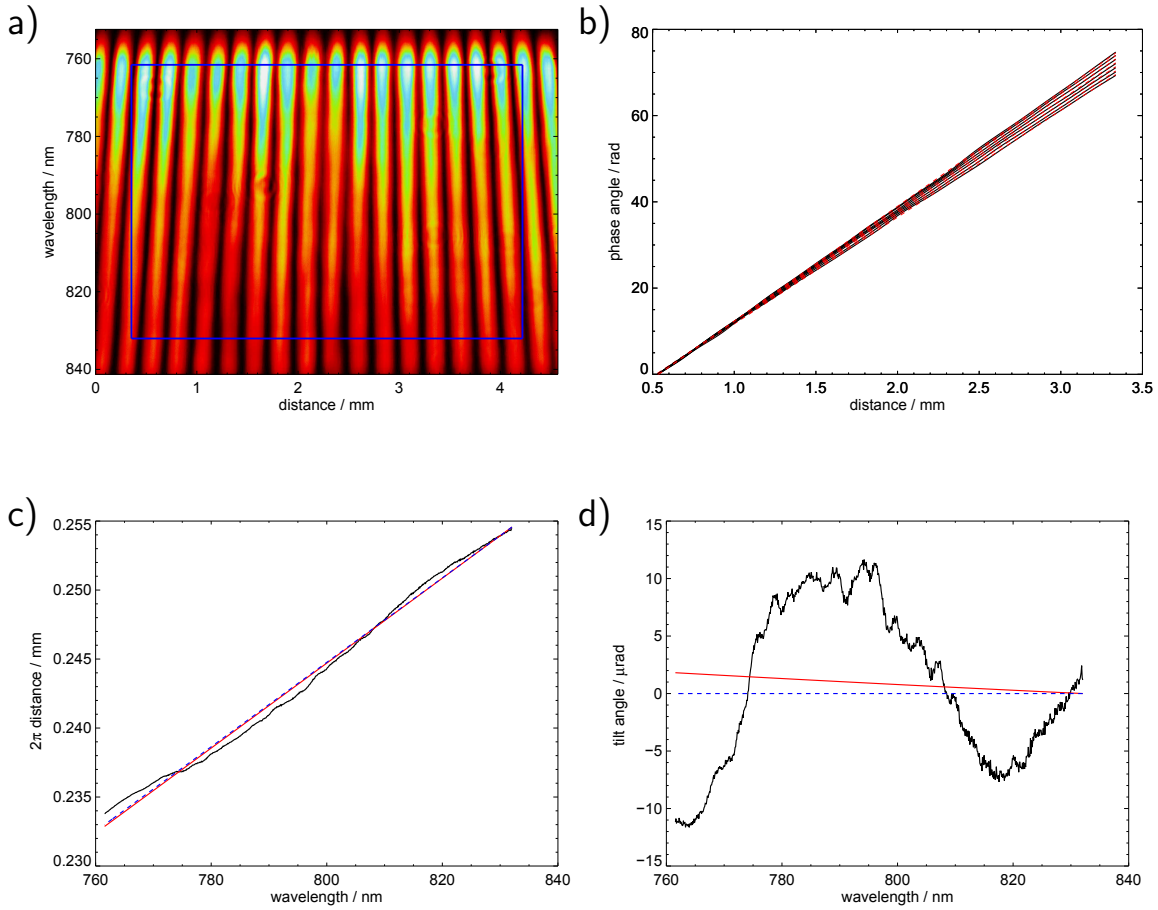 a)
wavelength / nm
760
780
800
820
840
0 1 2 3 4
distance / mm
b)
phase angle / rad
80
60
40
20
0
0.5 1.0 1.5 2.0 2.5 3.0 3.5
distance / mm
c)
2π distance / mm
0.255
0.250
0.245
0.240
0.235
0.230
760 780 800 820 840
wavelength / nm
d)
tilt angle / μrad
15
10
5
0
−5
−10
−15
760 780 800 820 840
wavelength / nm